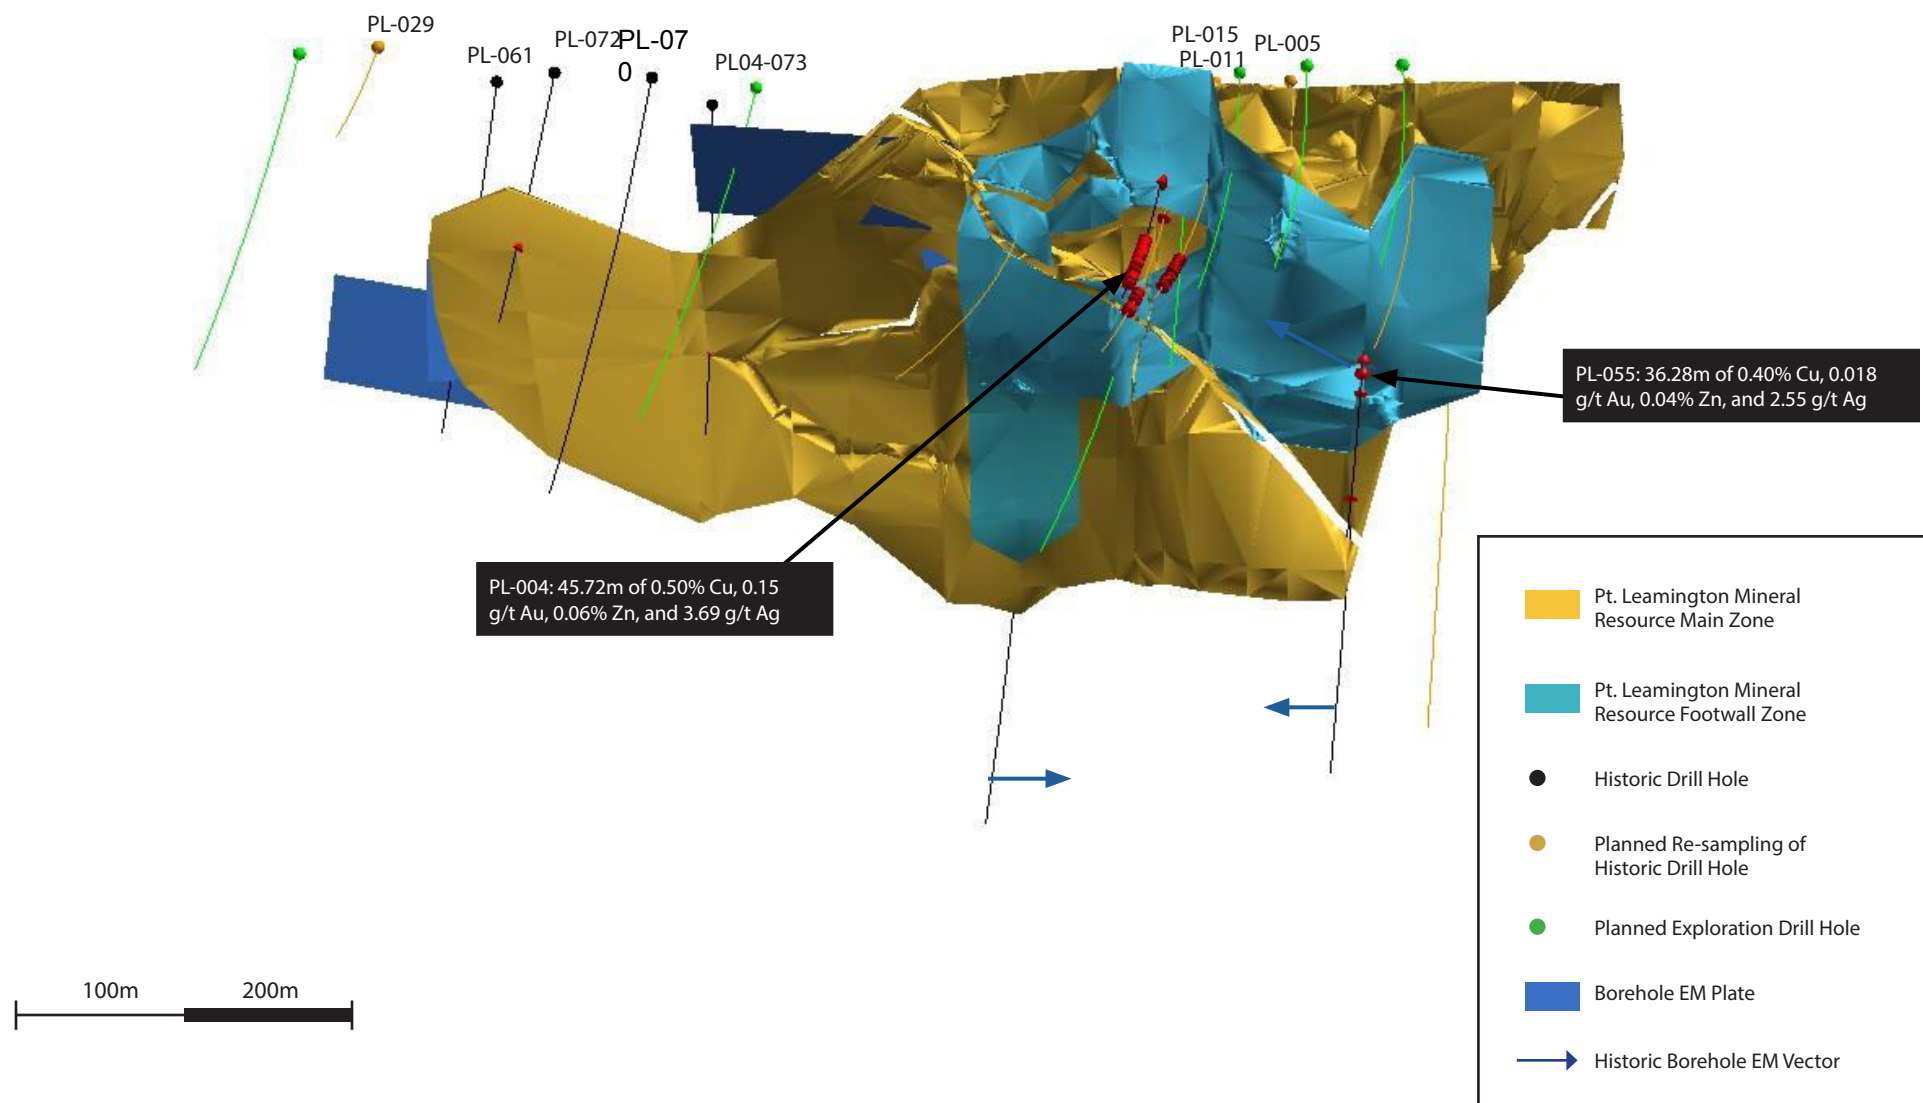 PL-029
PL-061
PL-072
PL-07
0
PL04-073
PL-015
PL-011
PL-005
PL-055: 36.28m of 0.40% Cu, 0.018
g/t Au, 0.04% Zn, and 2.55 g/t Ag
PL-004: 45.72m of 0.50% Cu, 0.15
g/t Au, 0.06% Zn, and 3.69 g/t Ag
Pt. Leamington Mineral
Resource Main Zone
Pt. Leamington Mineral
Resource Footwall Zone
Historic Drill Hole
Planned Re-sampling of
Historic Drill Hole
Planned Exploration Drill Hole
Borehole EM Plate
Historic Borehole EM Vector
100m
200m